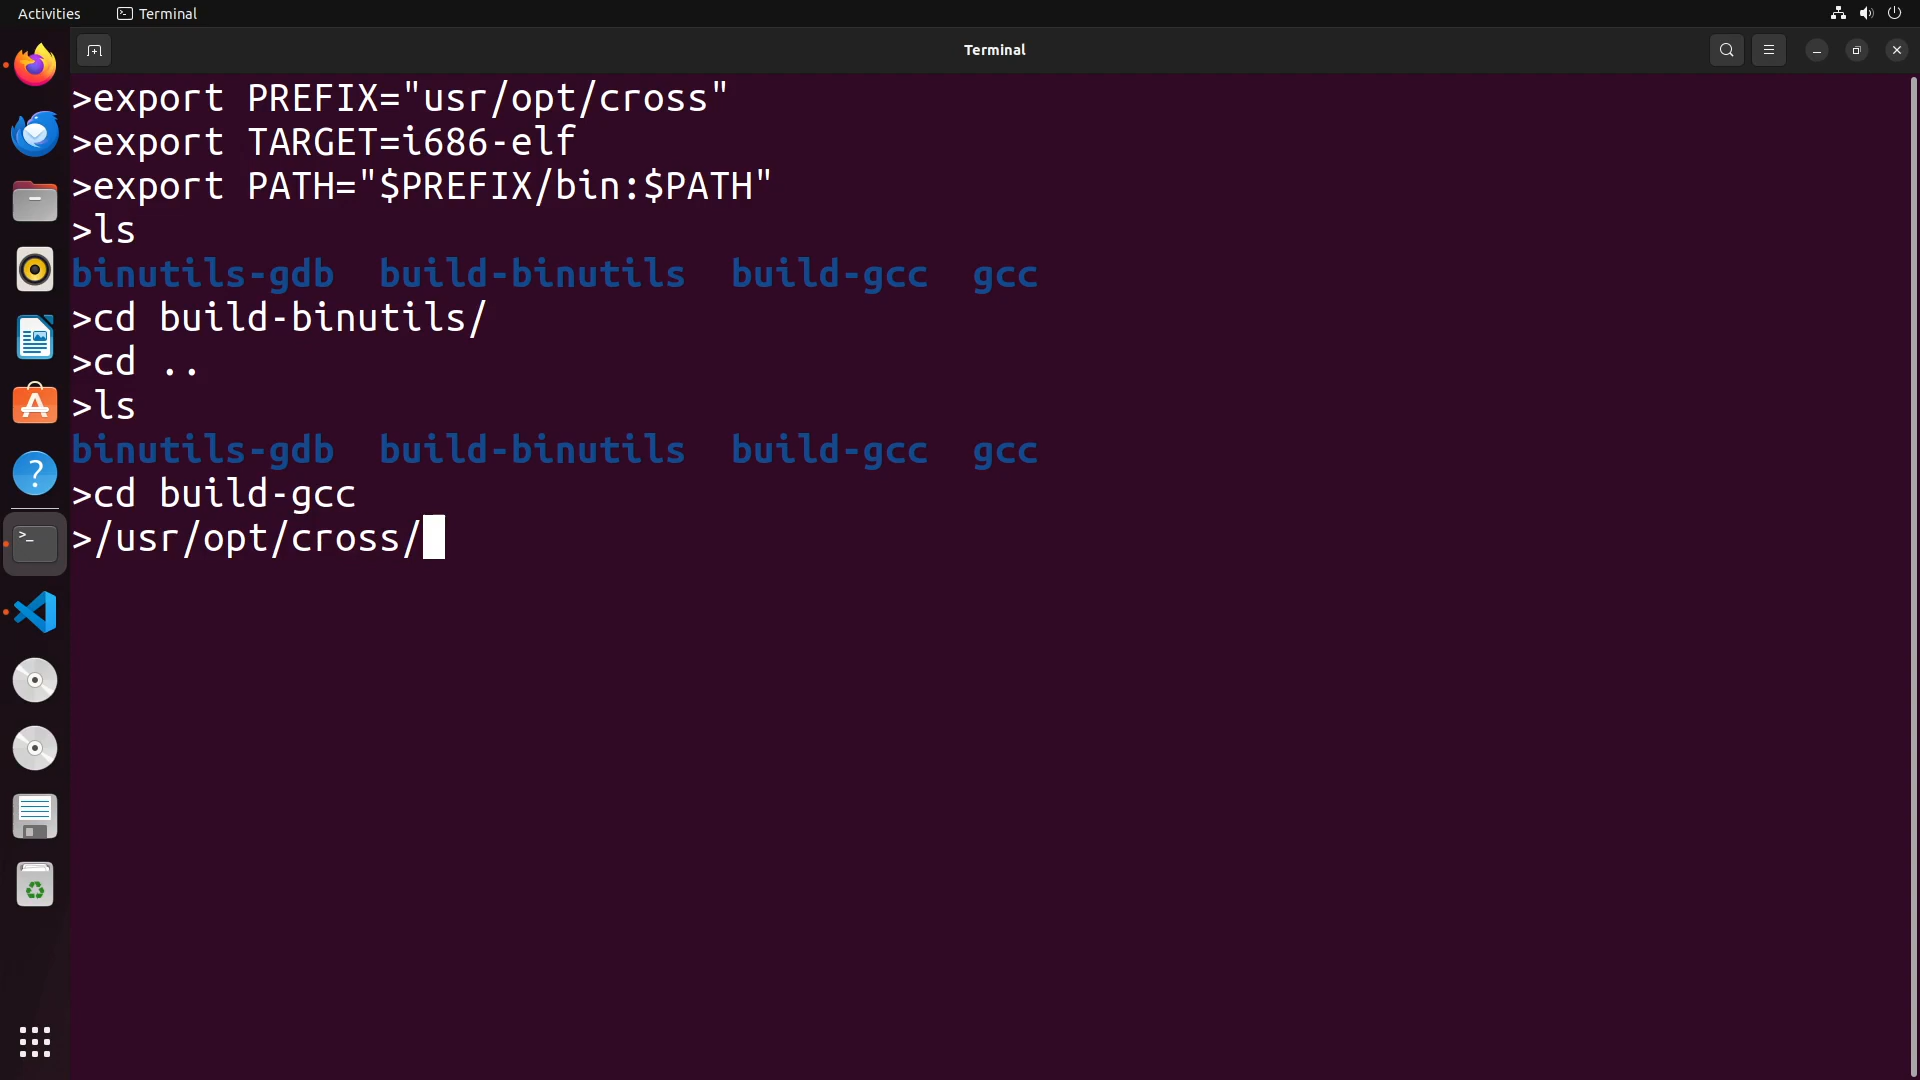 Activities
Terminal
Terminal
>export PREFIX="usr/opt/cross"
>export TARGET=i686-elf
>export PATH="$PREFIX/bin:$PATH"
>ls
binutils-gdb build-binutils build-gcc gcc
>cd build-binutils/
>cd ..
>ls
binutils-gdb build-binutils build-gcc gcc
>cd build-gcc
>/usr/opt/cross/